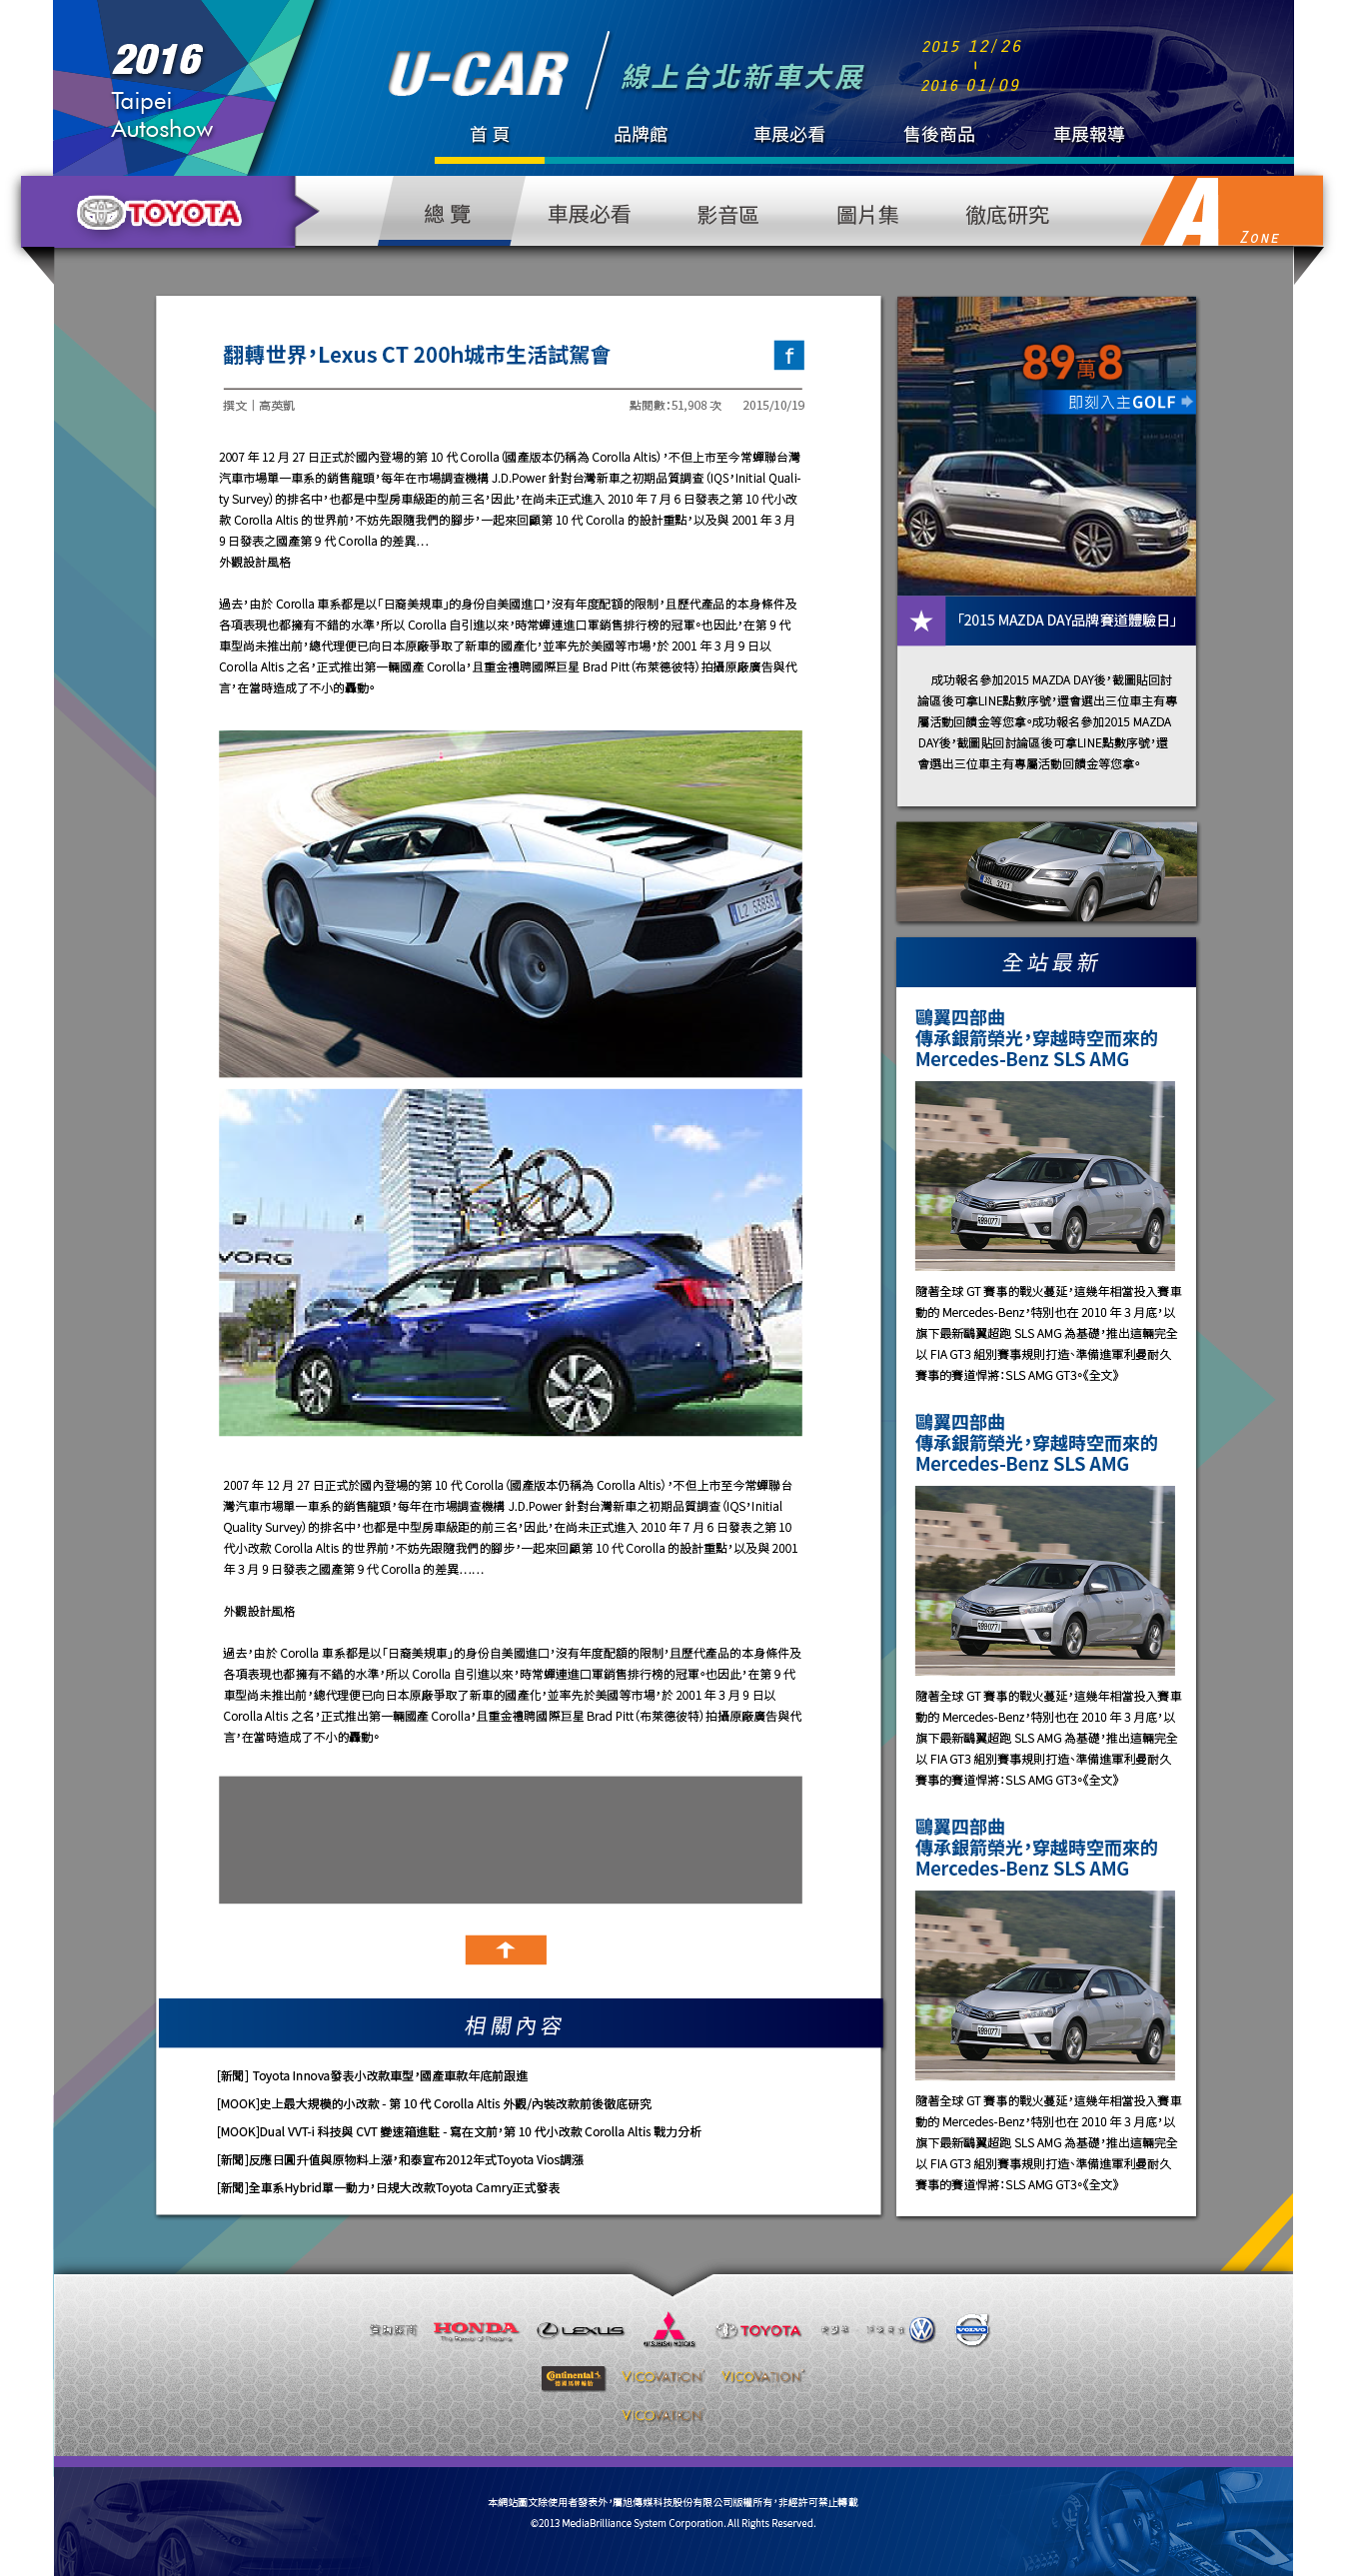 2016
Taipei
Autoshow
U-CAR
線上台北新車大展
2015 12/26
2016 01/09
首 頁
品牌館
車展必看
售後商品
車展報導
TOYOTA
總 覽
車展必看
影音區
圖片集
徹底研究
A ZONE
翻轉世界，Lexus CT 200h城市生活試駕會
f
撰文｜高英凱
點閱數：51,908 次 2015/10/19
2007 年 12 月 27 日正式於國內登場的第 10 代 Corolla（國產版本仍稱為 Corolla Altis），不但上市至今常蟬聯台灣
汽車市場單一車系的銷售龍頭，每年在市場調查機構 J.D.Power 針對台灣新車之初期品質調查（IQS，Initial Quali-
ty Survey）的排名中，也都是中型房車級距的前三名，因此，在尚未正式進入 2010 年 7 月 6 日發表之第 10 代小改
款 Corolla Altis 的世界前，不妨先跟隨我們的腳步，一起來回顧第 10 代 Corolla 的設計重點，以及與 2001 年 3 月
9 日發表之國產第 9 代 Corolla 的差異…
外觀設計風格
過去，由於 Corolla 車系都是以「日裔美規車」的身份自美國進口，沒有年度配額的限制，且歷代產品的本身條件及
各項表現也都擁有不錯的水準，所以 Corolla 自引進以來，時常蟬連進口軍銷售排行榜的冠軍。也因此，在第 9 代
車型尚未推出前，總代理便已向日本原廠爭取了新車的國產化，並率先於美國等市場，於 2001 年 3 月 9 日以
Corolla Altis 之名，正式推出第一輛國產 Corolla，且重金禮聘國際巨星 Brad Pitt（布萊德彼特）拍攝原廠廣告與代
言，在當時造成了不小的轟動。
VORG
2007 年 12 月 27 日正式於國內登場的第 10 代 Corolla（國產版本仍稱為 Corolla Altis），不但上市至今常蟬聯台
灣汽車市場單一車系的銷售龍頭，每年在市場調查機構 J.D.Power 針對台灣新車之初期品質調查（IQS，Initial
Quality Survey）的排名中，也都是中型房車級距的前三名，因此，在尚未正式進入 2010 年 7 月 6 日發表之第 10
代小改款 Corolla Altis 的世界前，不妨先跟隨我們的腳步，一起來回顧第 10 代 Corolla 的設計重點，以及與 2001
年 3 月 9 日發表之國產第 9 代 Corolla 的差異……
外觀設計風格
過去，由於 Corolla 車系都是以「日裔美規車」的身份自美國進口，沒有年度配額的限制，且歷代產品的本身條件及
各項表現也都擁有不錯的水準，所以 Corolla 自引進以來，時常蟬連進口軍銷售排行榜的冠軍。也因此，在第 9 代
車型尚未推出前，總代理便已向日本原廠爭取了新車的國產化，並率先於美國等市場，於 2001 年 3 月 9 日以
Corolla Altis 之名，正式推出第一輛國產 Corolla，且重金禮聘國際巨星 Brad Pitt（布萊德彼特）拍攝原廠廣告與代
言，在當時造成了不小的轟動。
相關內容
[新聞] Toyota Innova發表小改款車型，國產車款年底前跟進
[MOOK]史上最大規模的小改款 - 第 10 代 Corolla Altis 外觀/內裝改款前後徹底研究
[MOOK]Dual VVT-i 科技與 CVT 變速箱進駐 - 寫在文前，第 10 代小改款 Corolla Altis 戰力分析
[新聞]反應日圓升值與原物料上漲，和泰宣布2012年式Toyota Vios調漲
[新聞]全車系Hybrid單一動力，日規大改款Toyota Camry正式發表
89萬8
即刻入主GOLF
「2015 MAZDA DAY品牌賽道體驗日」
成功報名參加2015 MAZDA DAY後，截圖貼回討
論區後可拿LINE點數序號，還會選出三位車主有專
屬活動回饋金等您拿。成功報名參加2015 MAZDA
DAY後，截圖貼回討論區後可拿LINE點數序號，還
會選出三位車主有專屬活動回饋金等您拿。
全站最新
鷗翼四部曲
傳承銀箭榮光，穿越時空而來的
Mercedes-Benz SLS AMG
隨著全球 GT 賽事的戰火蔓延，這幾年相當投入賽車
動的 Mercedes-Benz，特別也在 2010 年 3 月底，以
旗下最新鷗翼超跑 SLS AMG 為基礎，推出這輛完全
以 FIA GT3 組別賽事規則打造、準備進軍利曼耐久
賽事的賽道悍將：SLS AMG GT3。《全文》
鷗翼四部曲
傳承銀箭榮光，穿越時空而來的
Mercedes-Benz SLS AMG
隨著全球 GT 賽事的戰火蔓延，這幾年相當投入賽車
動的 Mercedes-Benz，特別也在 2010 年 3 月底，以
旗下最新鷗翼超跑 SLS AMG 為基礎，推出這輛完全
以 FIA GT3 組別賽事規則打造、準備進軍利曼耐久
賽事的賽道悍將：SLS AMG GT3。《全文》
鷗翼四部曲
傳承銀箭榮光，穿越時空而來的
Mercedes-Benz SLS AMG
隨著全球 GT 賽事的戰火蔓延，這幾年相當投入賽車
動的 Mercedes-Benz，特別也在 2010 年 3 月底，以
旗下最新鷗翼超跑 SLS AMG 為基礎，推出這輛完全
以 FIA GT3 組別賽事規則打造、準備進軍利曼耐久
賽事的賽道悍將：SLS AMG GT3。《全文》
HONDA
The Power of Dreams
LEXUS
MITSUBISHI MOTORS
TOYOTA
VOLVO
Continental
VICOVATION
VICOVATION
VICOVATION
本網站圖文除使用者發表外，屬旭傳媒科技股份有限公司版權所有，非經許可禁止轉載
©2013 MediaBrilliance System Corporation. All Rights Reserved.